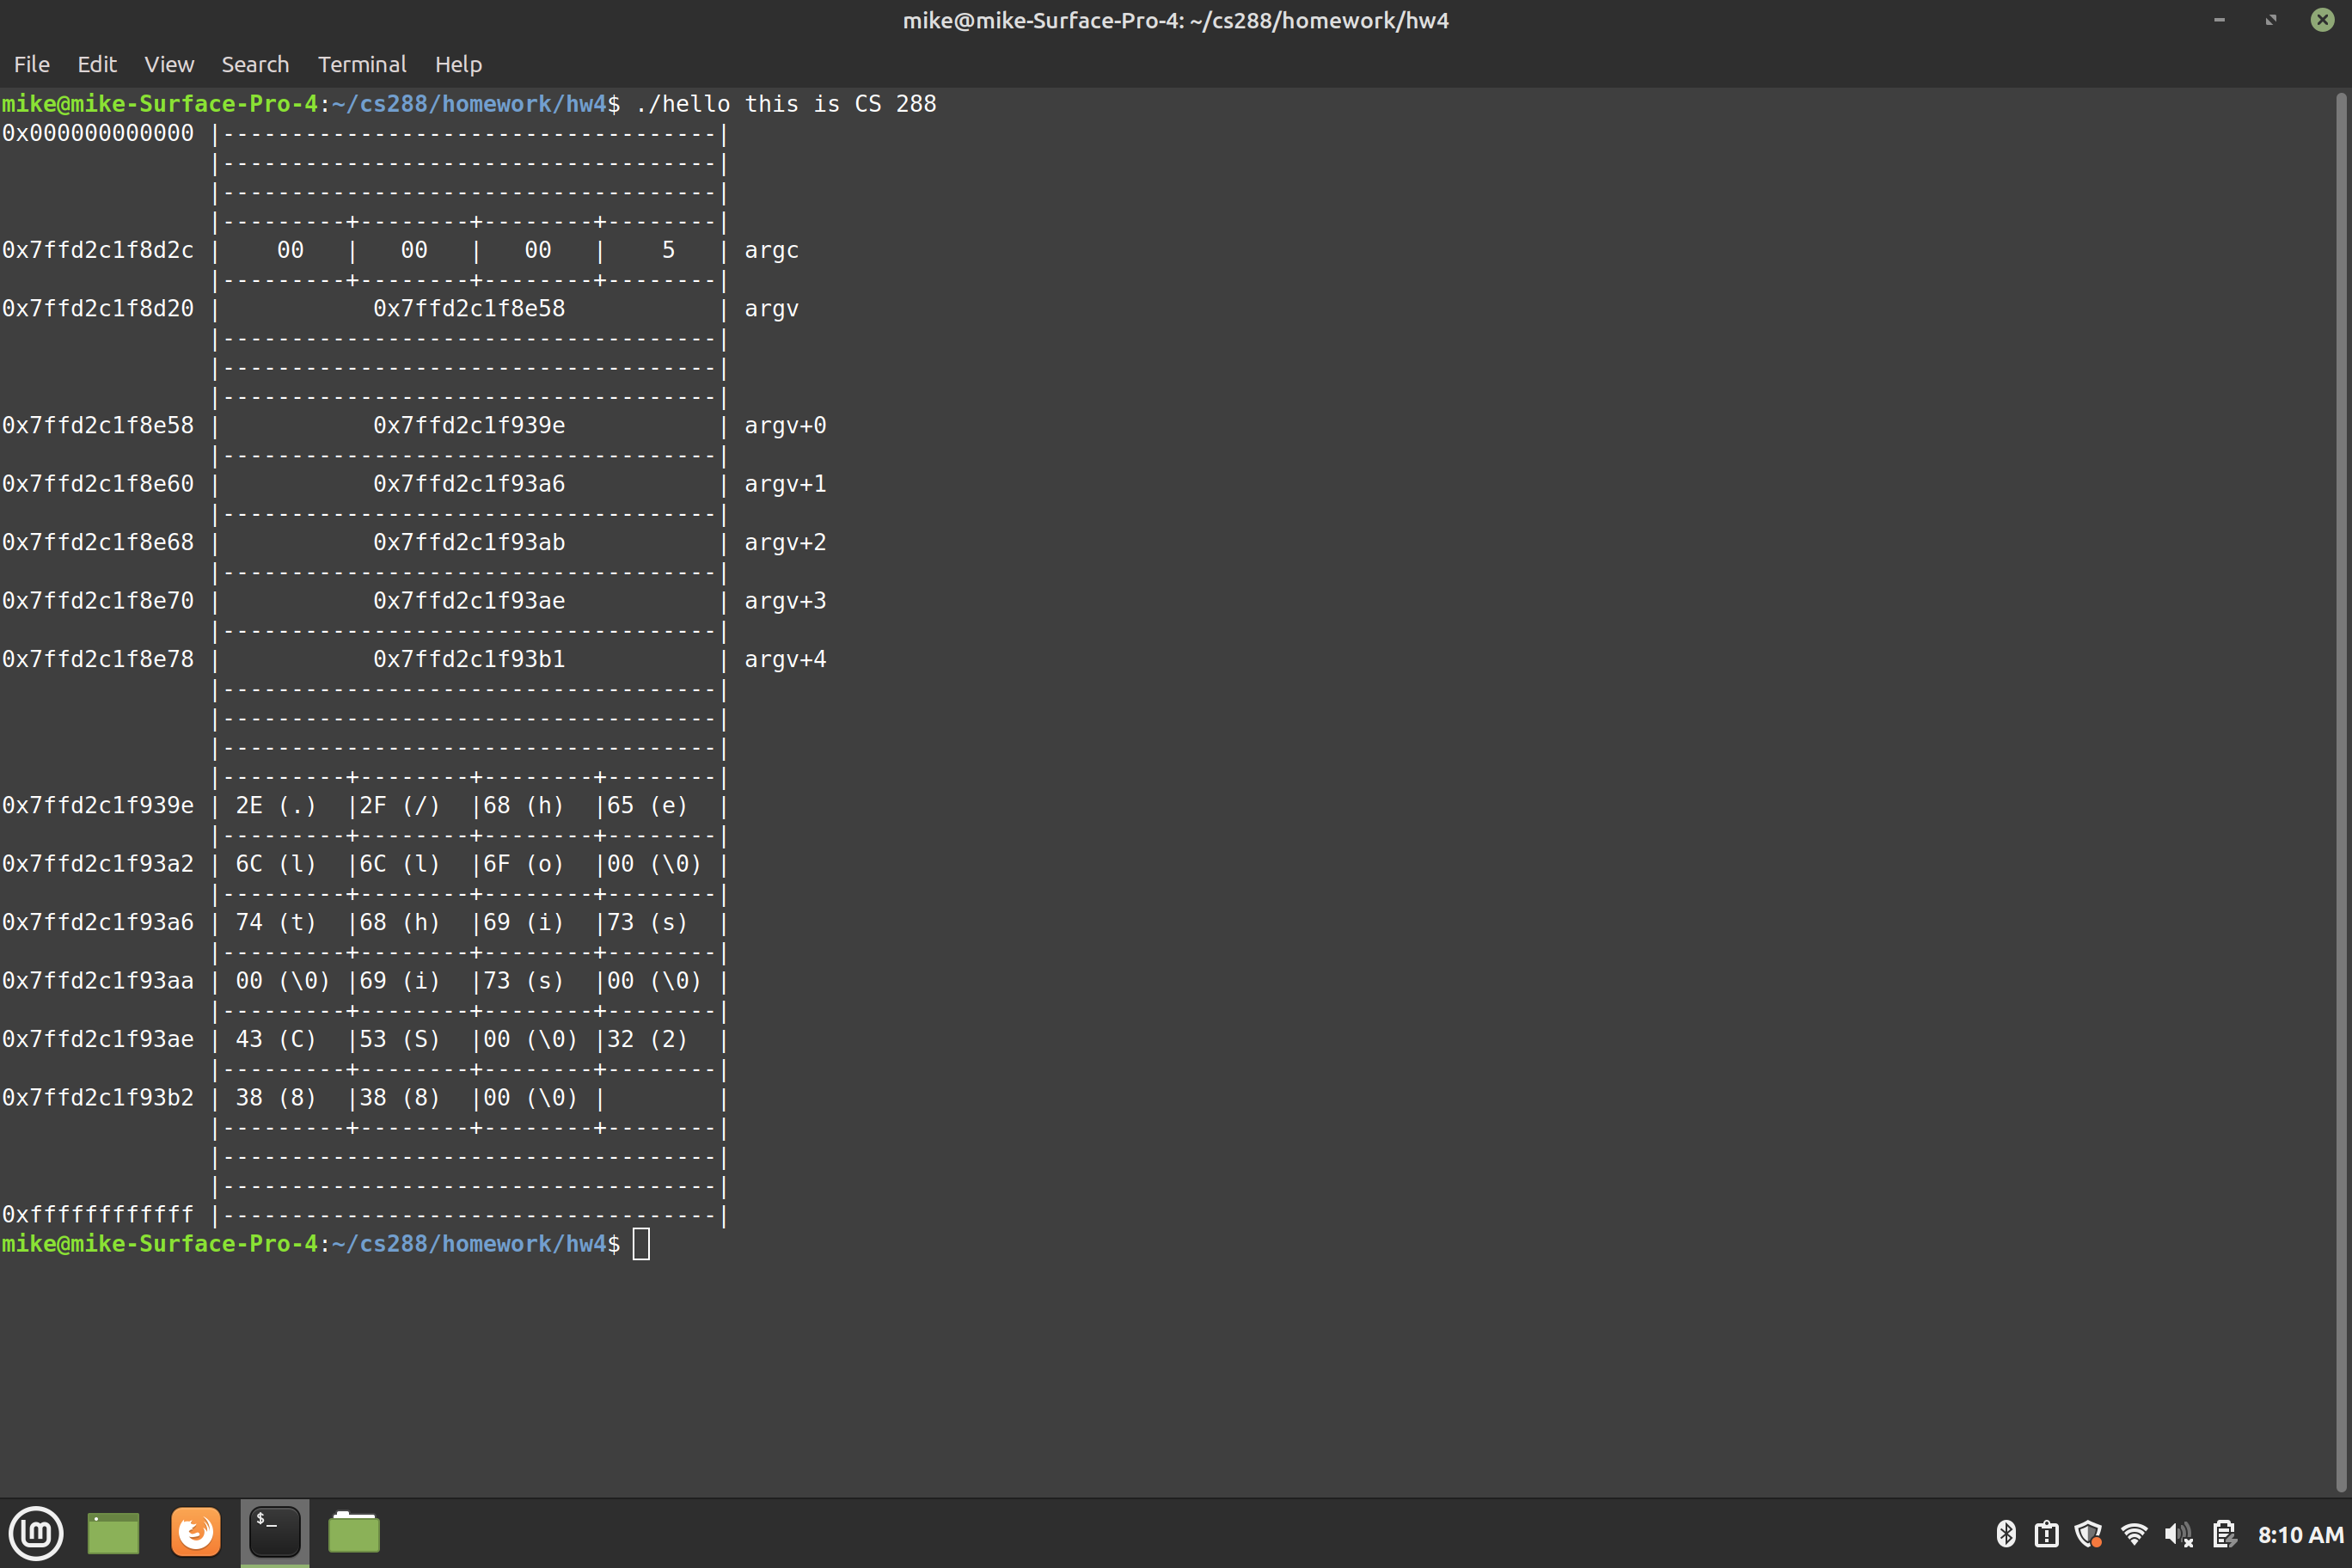 mike@mike-Surface-Pro-4: ~/cs288/homework/hw4
File Edit View Search Terminal Help
mike@mike-Surface-Pro-4:~/cs288/homework/hw4$ ./hello this is CS 288
0x000000000000 |------------------------------------|
               |------------------------------------|
               |------------------------------------|
               |---------+--------+--------+--------|
0x7ffd2c1f8d2c |    00   |   00   |   00   |    5   | argc
               |---------+--------+--------+--------|
0x7ffd2c1f8d20 |           0x7ffd2c1f8e58           | argv
               |------------------------------------|
               |------------------------------------|
               |------------------------------------|
0x7ffd2c1f8e58 |           0x7ffd2c1f939e           | argv+0
               |------------------------------------|
0x7ffd2c1f8e60 |           0x7ffd2c1f93a6           | argv+1
               |------------------------------------|
0x7ffd2c1f8e68 |           0x7ffd2c1f93ab           | argv+2
               |------------------------------------|
0x7ffd2c1f8e70 |           0x7ffd2c1f93ae           | argv+3
               |------------------------------------|
0x7ffd2c1f8e78 |           0x7ffd2c1f93b1           | argv+4
               |------------------------------------|
               |------------------------------------|
               |------------------------------------|
               |---------+--------+--------+--------|
0x7ffd2c1f939e | 2E (.)  |2F (/)  |68 (h)  |65 (e)  |
               |---------+--------+--------+--------|
0x7ffd2c1f93a2 | 6C (l)  |6C (l)  |6F (o)  |00 (\0) |
               |---------+--------+--------+--------|
0x7ffd2c1f93a6 | 74 (t)  |68 (h)  |69 (i)  |73 (s)  |
               |---------+--------+--------+--------|
0x7ffd2c1f93aa | 00 (\0) |69 (i)  |73 (s)  |00 (\0) |
               |---------+--------+--------+--------|
0x7ffd2c1f93ae | 43 (C)  |53 (S)  |00 (\0) |32 (2)  |
               |---------+--------+--------+--------|
0x7ffd2c1f93b2 | 38 (8)  |38 (8)  |00 (\0) |        |
               |---------+--------+--------+--------|
               |------------------------------------|
               |------------------------------------|
0xffffffffffff |------------------------------------|
mike@mike-Surface-Pro-4:~/cs288/homework/hw4$
$_
8:10 AM